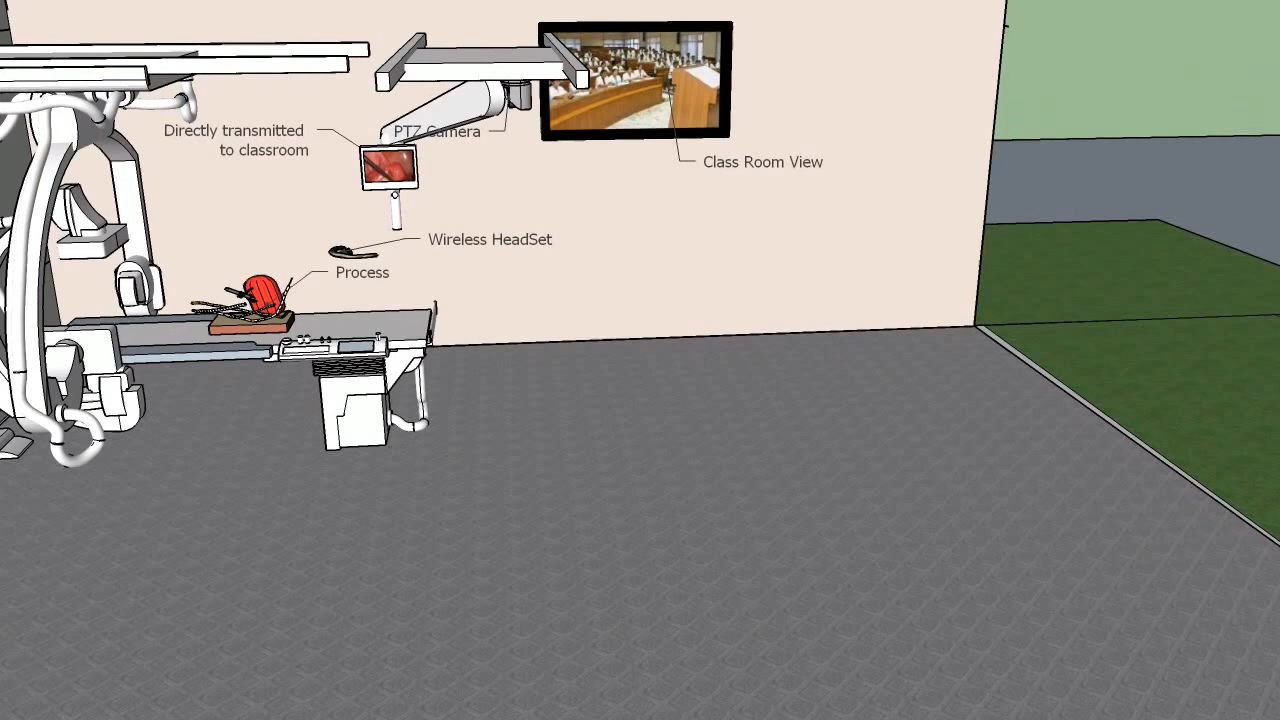 Directly transmitted
to classroom
PTZ Camera
Class Room View
Wireless HeadSet
Process